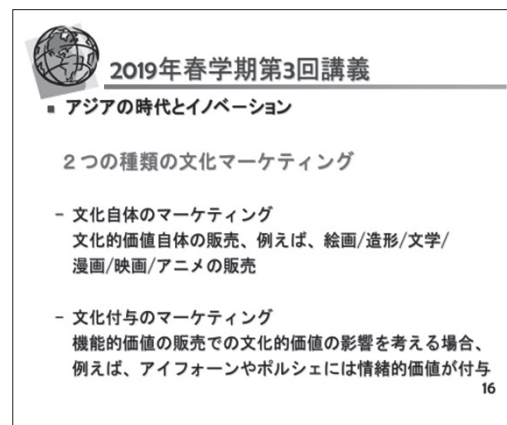 2019年春学期第3回講義
■ アジアの時代とイノベーション
２つの種類の文化マーケティング
– 文化自体のマーケティング
文化的価値自体の販売、例えば、絵画/造形/文学/
漫画/映画/アニメの販売
– 文化付与のマーケティング
機能的価値の販売での文化的価値の影響を考える場合、
例えば、アイフォーンやポルシェには情緒的価値が付与
16